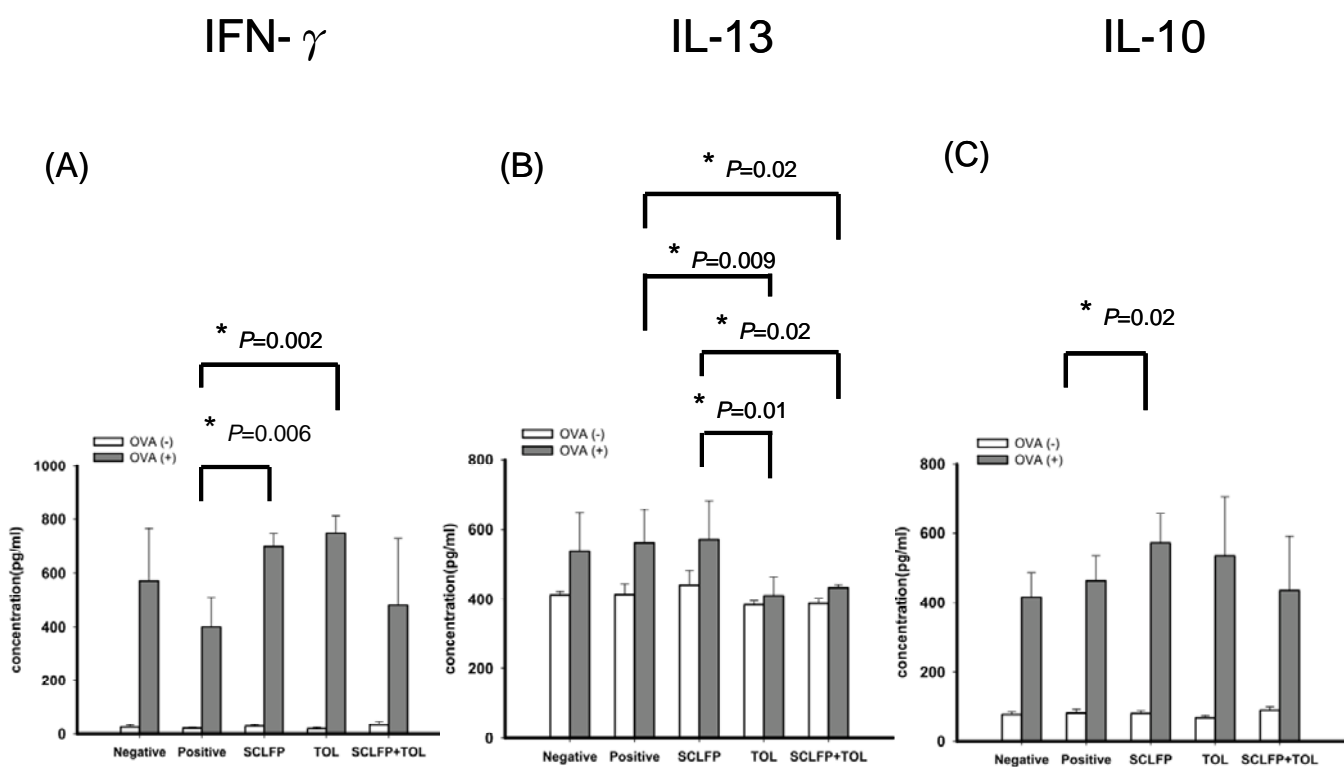 IFN- γ
IL-13
IL-10
(A)
* P=0.002
* P=0.006
OVA (-)
OVA (+)
1000
800
600
400
200
0
concentration(pg/ml)
Negative Positive SCLFP TOL SCLFP+TOL
(B)
* P=0.02
* P=0.009
* P=0.02
* P=0.01
OVA (-)
OVA (+)
800
600
400
200
0
concentration(pg/ml)
Negative Positive SCLFP TOL SCLFP+TOL
(C)
* P=0.02
OVA (-)
OVA (+)
800
600
400
200
0
concentration(pg/ml)
Negative Positive SCLFP TOL SCLFP+TOL